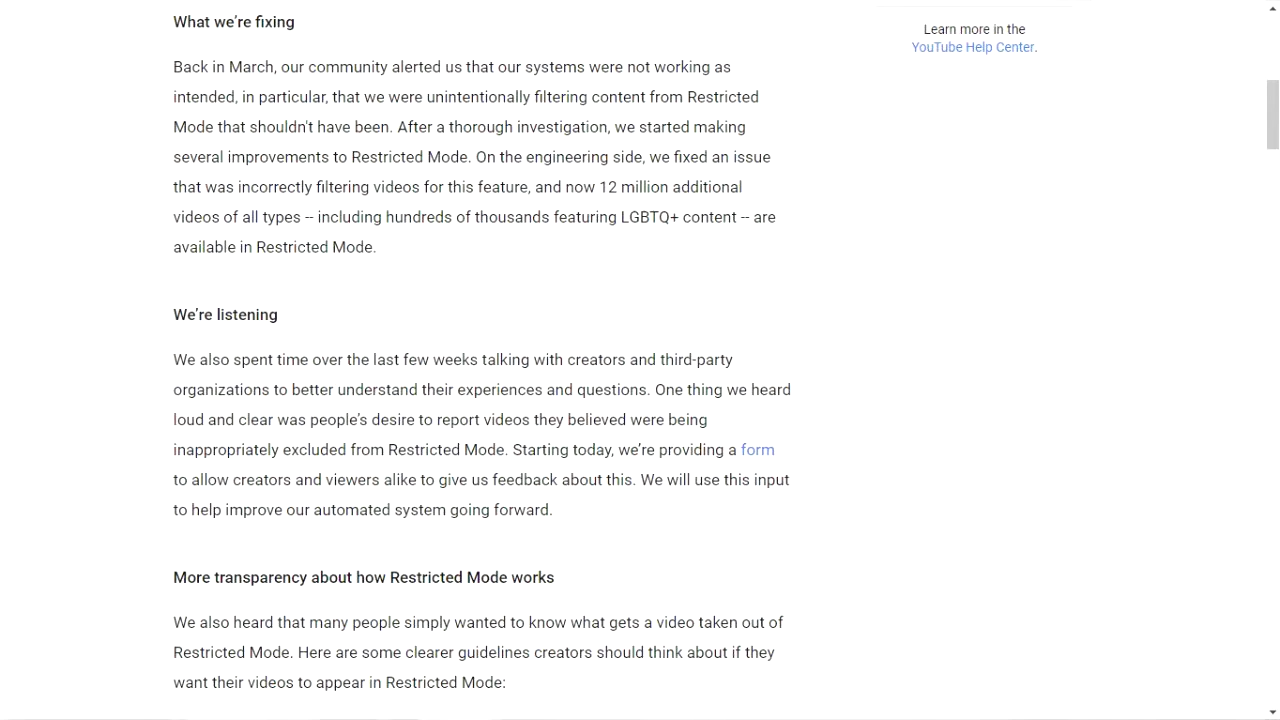 What we’re fixing
Back in March, our community alerted us that our systems were not working as
intended, in particular, that we were unintentionally filtering content from Restricted
Mode that shouldn't have been. After a thorough investigation, we started making
several improvements to Restricted Mode. On the engineering side, we fixed an issue
that was incorrectly filtering videos for this feature, and now 12 million additional
videos of all types -- including hundreds of thousands featuring LGBTQ+ content -- are
available in Restricted Mode.
We’re listening
We also spent time over the last few weeks talking with creators and third-party
organizations to better understand their experiences and questions. One thing we heard
loud and clear was people’s desire to report videos they believed were being
inappropriately excluded from Restricted Mode. Starting today, we’re providing a form
to allow creators and viewers alike to give us feedback about this. We will use this input
to help improve our automated system going forward.
More transparency about how Restricted Mode works
We also heard that many people simply wanted to know what gets a video taken out of
Restricted Mode. Here are some clearer guidelines creators should think about if they
want their videos to appear in Restricted Mode:
Learn more in the
YouTube Help Center.